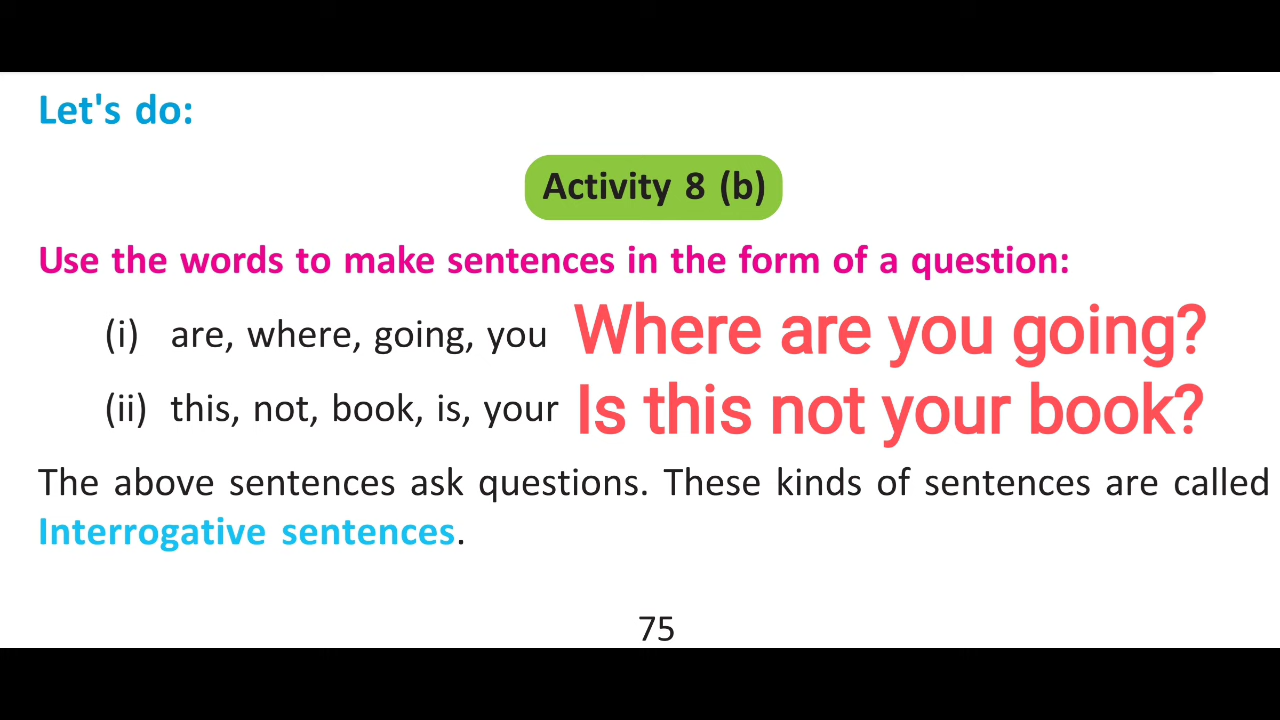 Let's do:
Activity 8 (b)
Use the words to make sentences in the form of a question:
(i) are, where, going, you Where are you going?
(ii) this, not, book, is, your Is this not your book?
The above sentences ask questions. These kinds of sentences are called
Interrogative sentences.
75